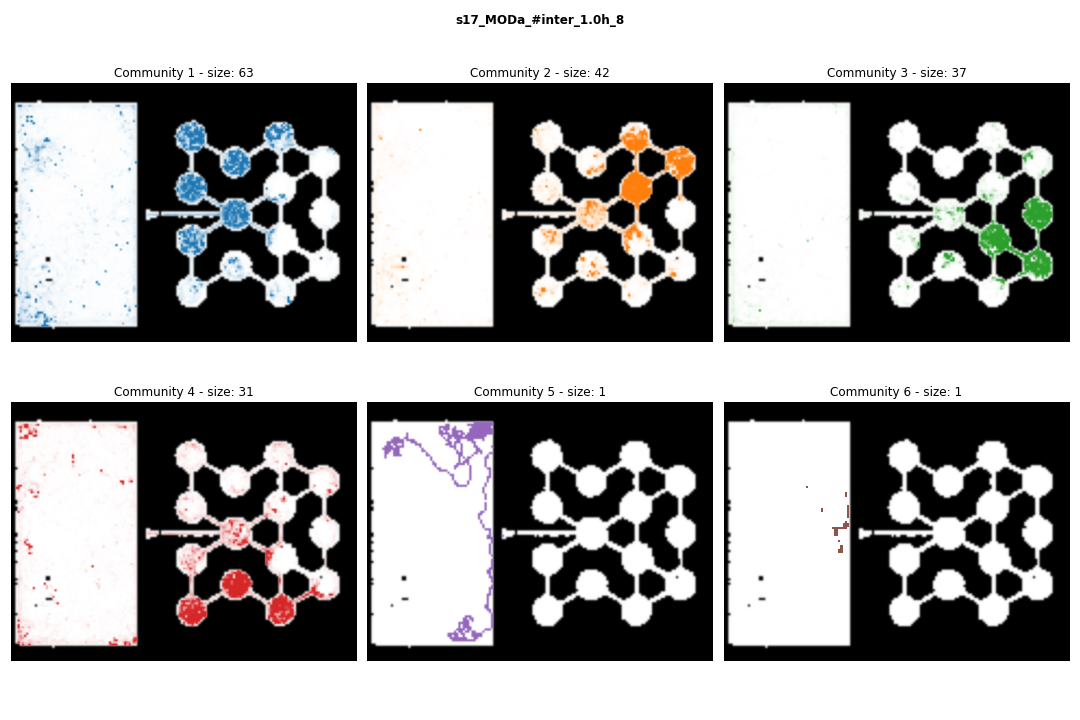 s17_MODa_#inter_1.0h_8
Community 1 - size: 63
Community 2 - size: 42
Community 3 - size: 37
Community 4 - size: 31
Community 5 - size: 1
Community 6 - size: 1